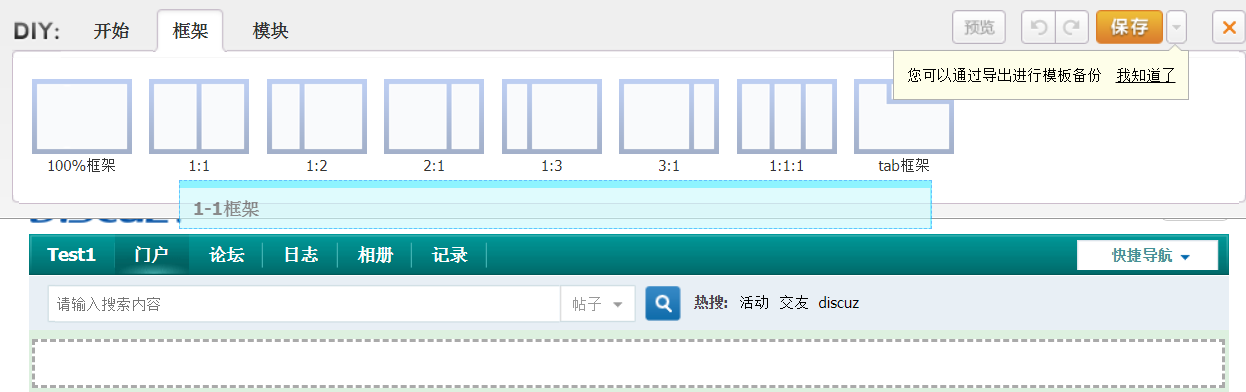 DIY: 开始 框架 模块 预览 保存
您可以通过导出进行模板备份 我知道了
100%框架 1:1 1:2 2:1 1:3 3:1 1:1:1 tab框架
1-1框架
Test1 门户 论坛 日志 相册 记录 快捷导航
请输入搜索内容 帖子 热搜: 活动 交友 discuz